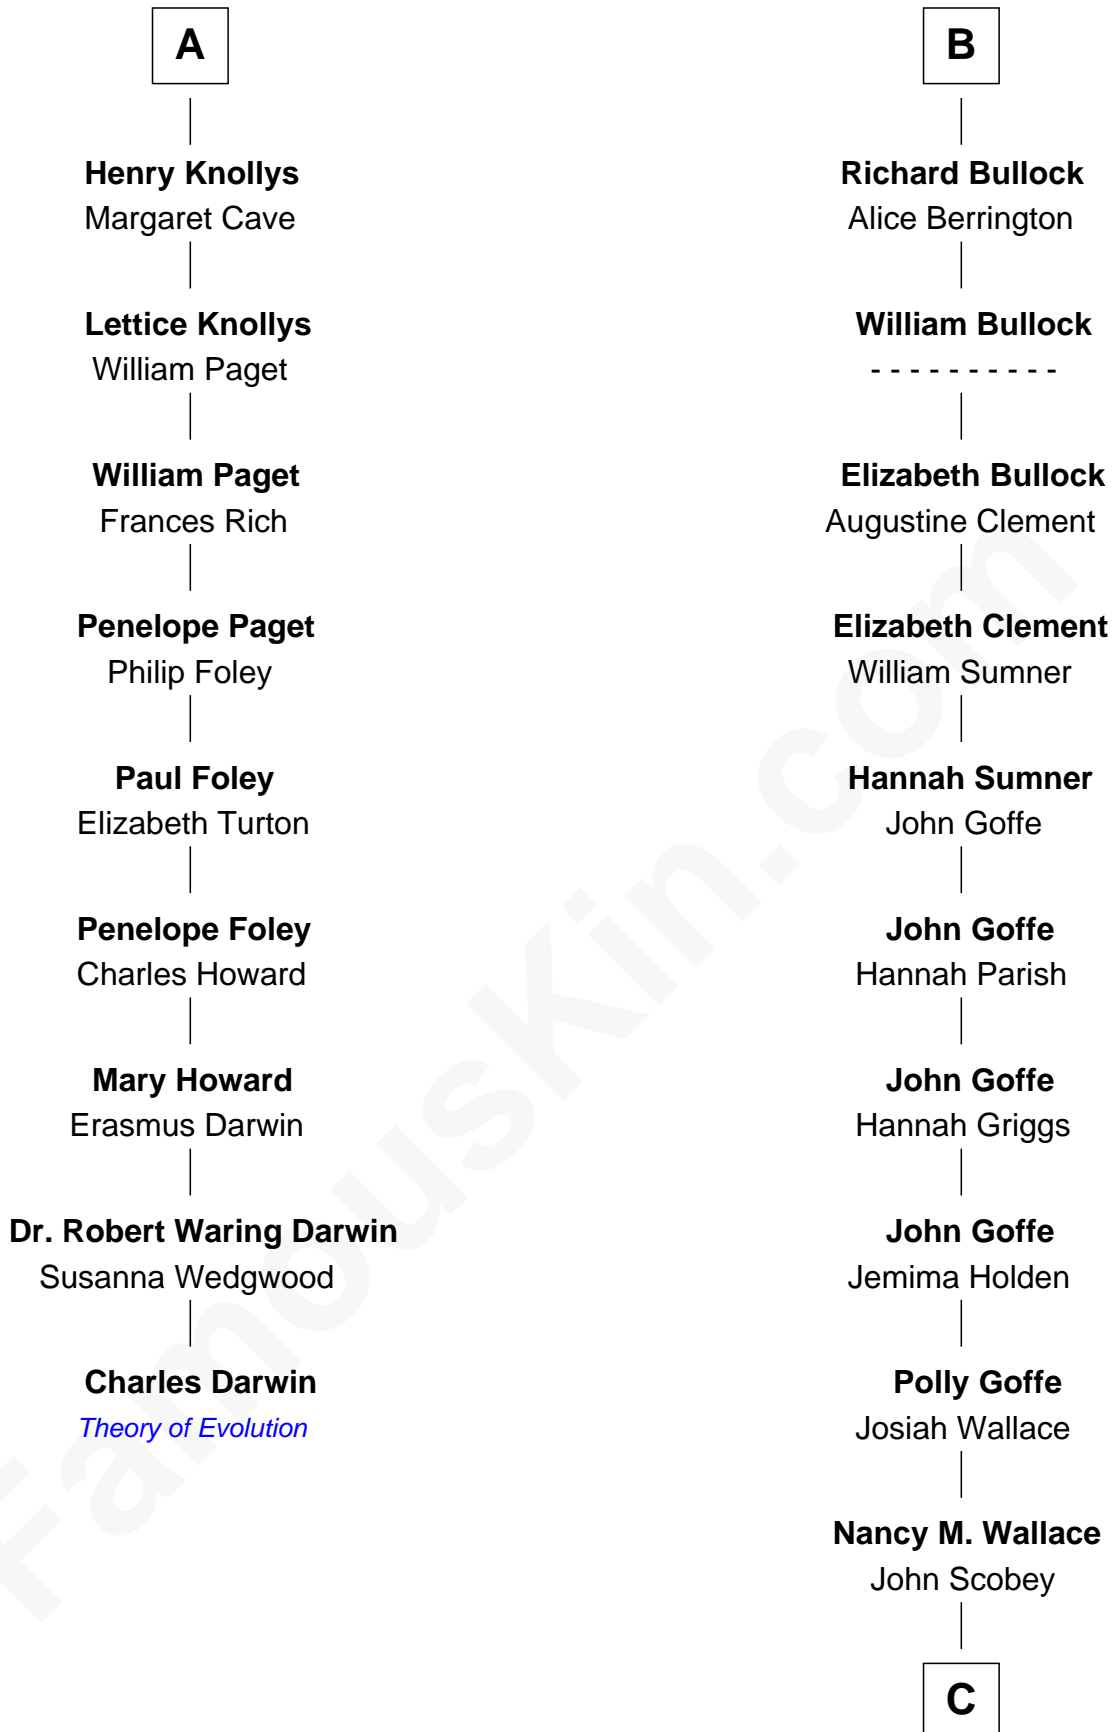 A
Henry Knollys
Margaret Cave
Lettice Knollys
William Paget
William Paget
Frances Rich
Penelope Paget
Philip Foley
Paul Foley
Elizabeth Turton
Penelope Foley
Charles Howard
Mary Howard
Erasmus Darwin
Dr. Robert Waring Darwin
Susanna Wedgwood
Charles Darwin
Theory of Evolution
B
Richard Bullock
Alice Berrington
William Bullock
- - - - - - - - - -
Elizabeth Bullock
Augustine Clement
Elizabeth Clement
William Sumner
Hannah Sumner
John Goffe
John Goffe
Hannah Parish
John Goffe
Hannah Griggs
John Goffe
Jemima Holden
Polly Goffe
Josiah Wallace
Nancy M. Wallace
John Scobey
C
FamousKin.com